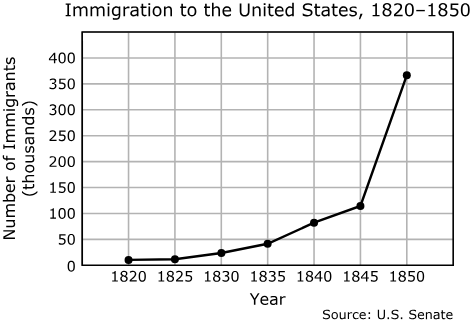 Immigration to the United States, 1820–1850
Number of Immigrants
(thousands)
400
350
300
250
200
150
100
50
0
1820 1825 1830 1835 1840 1845 1850
Year
Source: U.S. Senate